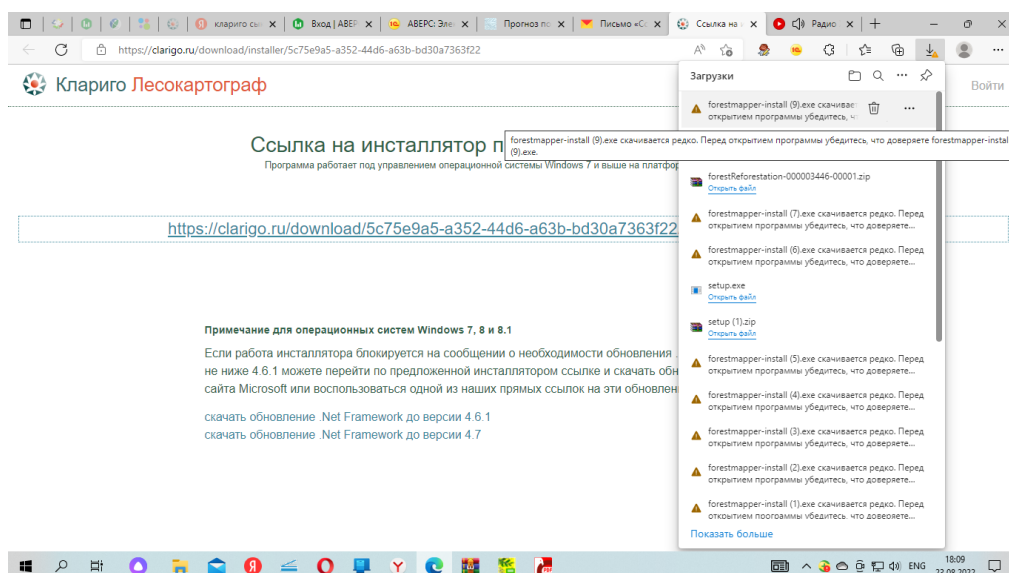 клариго сы
Вход | АВЕР
АВЕРС: Эле
Прогноз по
Письмо «Сс
Ссылка на
Радио
https://clarigo.ru/download/installer/5c75e9a5-a352-44d6-a63b-bd30a7363f22
Клариго Лесокартограф
Войти
Загрузки
forestmapper-install (9).exe скачивает
открытием программы убедитесь, ч
forestmapper-install (9).exe скачивается редко. Перед открытием программы убедитесь, что доверяете forestmapper-instal
(9).exe.
Ссылка на инсталлятор п
Программа работает под управлением операционной системы Windows 7 и выше на платфор
https://clarigo.ru/download/5c75e9a5-a352-44d6-a63b-bd30a7363f22
Примечание для операционных систем Windows 7, 8 и 8.1
Если работа инсталлятора блокируется на сообщении о необходимости обновления .
не ниже 4.6.1 можете перейти по предложенной инсталлятором ссылке и скачать обн
сайта Microsoft или воспользоваться одной из наших прямых ссылок на эти обновлен
скачать обновление .Net Framework до версии 4.6.1
скачать обновление .Net Framework до версии 4.7
forestReforestation-000003446-00001.zip
Открыть файл
forestmapper-install (7).exe скачивается редко. Перед
открытием программы убедитесь, что доверяете...
forestmapper-install (6).exe скачивается редко. Перед
открытием программы убедитесь, что доверяете...
setup.exe
Открыть файл
setup (1).zip
Открыть файл
forestmapper-install (5).exe скачивается редко. Перед
открытием программы убедитесь, что доверяете...
forestmapper-install (4).exe скачивается редко. Перед
открытием программы убедитесь, что доверяете...
forestmapper-install (3).exe скачивается редко. Перед
открытием программы убедитесь, что доверяете...
forestmapper-install (2).exe скачивается редко. Перед
открытием программы убедитесь, что доверяете...
forestmapper-install (1).exe скачивается редко. Перед
открытием программы убедитесь, что доверяете...
Показать больше
ENG
18:09